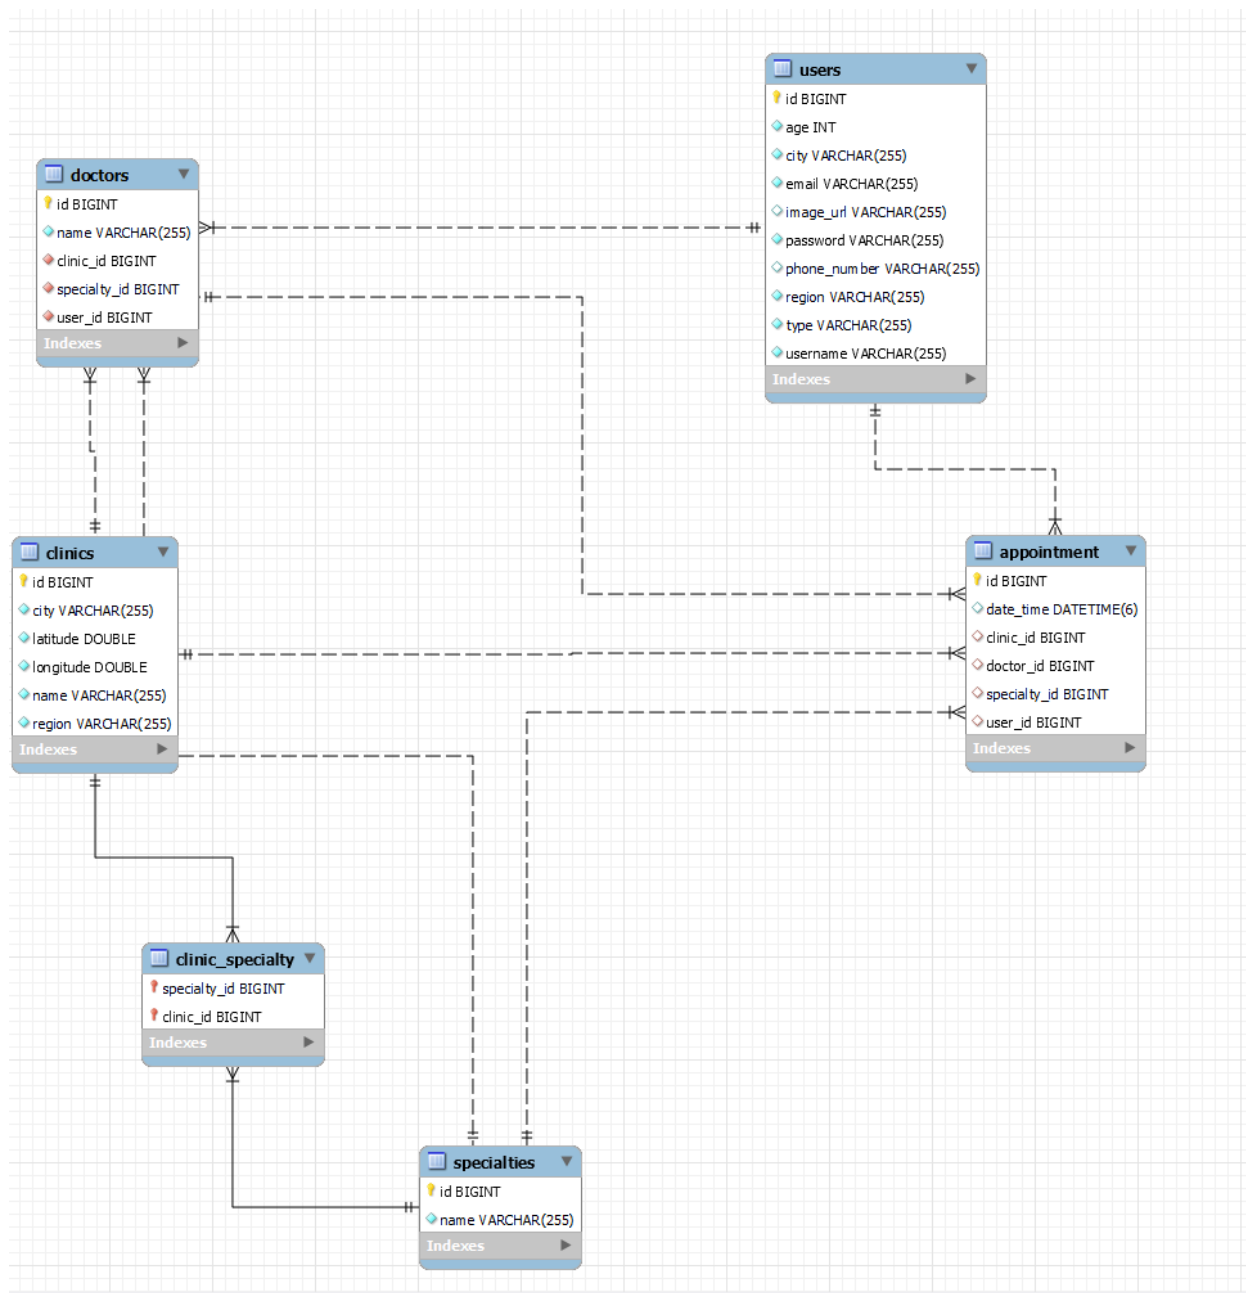 users
id BIGINT
age INT
city VARCHAR(255)
email VARCHAR(255)
image_url VARCHAR(255)
password VARCHAR(255)
phone_number VARCHAR(255)
region VARCHAR(255)
type VARCHAR(255)
username VARCHAR(255)
Indexes
doctors
id BIGINT
name VARCHAR(255)
clinic_id BIGINT
specialty_id BIGINT
user_id BIGINT
Indexes
clinics
id BIGINT
city VARCHAR(255)
latitude DOUBLE
longitude DOUBLE
name VARCHAR(255)
region VARCHAR(255)
Indexes
appointment
id BIGINT
date_time DATETIME(6)
clinic_id BIGINT
doctor_id BIGINT
specialty_id BIGINT
user_id BIGINT
Indexes
clinic_specialty
specialty_id BIGINT
clinic_id BIGINT
Indexes
specialties
id BIGINT
name VARCHAR(255)
Indexes